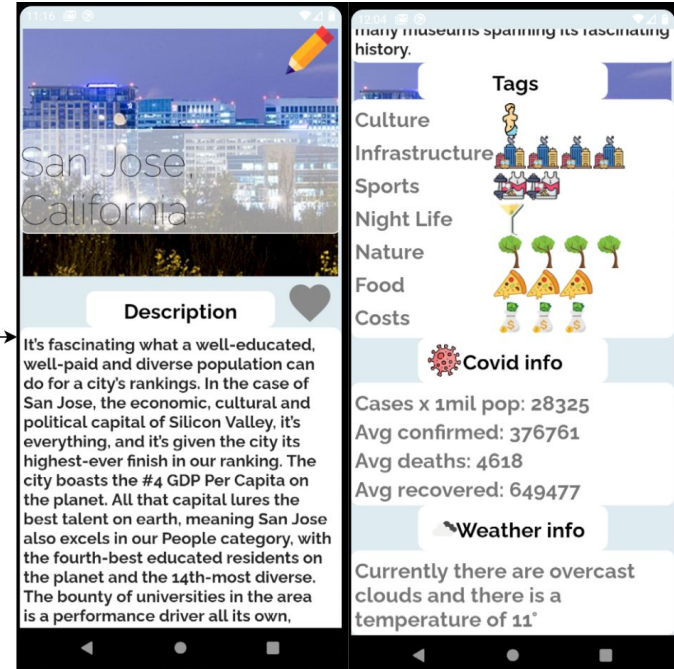 11:16
San Jose,
California
Description
It's fascinating what a well-educated,
well-paid and diverse population can
do for a city's rankings. In the case of
San Jose, the economic, cultural and
political capital of Silicon Valley, it's
everything, and it's given the city its
highest-ever finish in our ranking. The
city boasts the #4 GDP Per Capita on
the planet. All that capital lures the
best talent on earth, meaning San Jose
also excels in our People category, with
the fourth-best educated residents on
the planet and the 14th-most diverse.
The bounty of universities in the area
is a performance driver all its own,
12:04
many museums spanning its fascinating
history.
Tags
Culture
Infrastructure
Sports
Night Life
Nature
Food
Costs
Covid info
Cases x 1mil pop: 28325
Avg confirmed: 376761
Avg deaths: 4618
Avg recovered: 649477
Weather info
Currently there are overcast
clouds and there is a
temperature of 11°